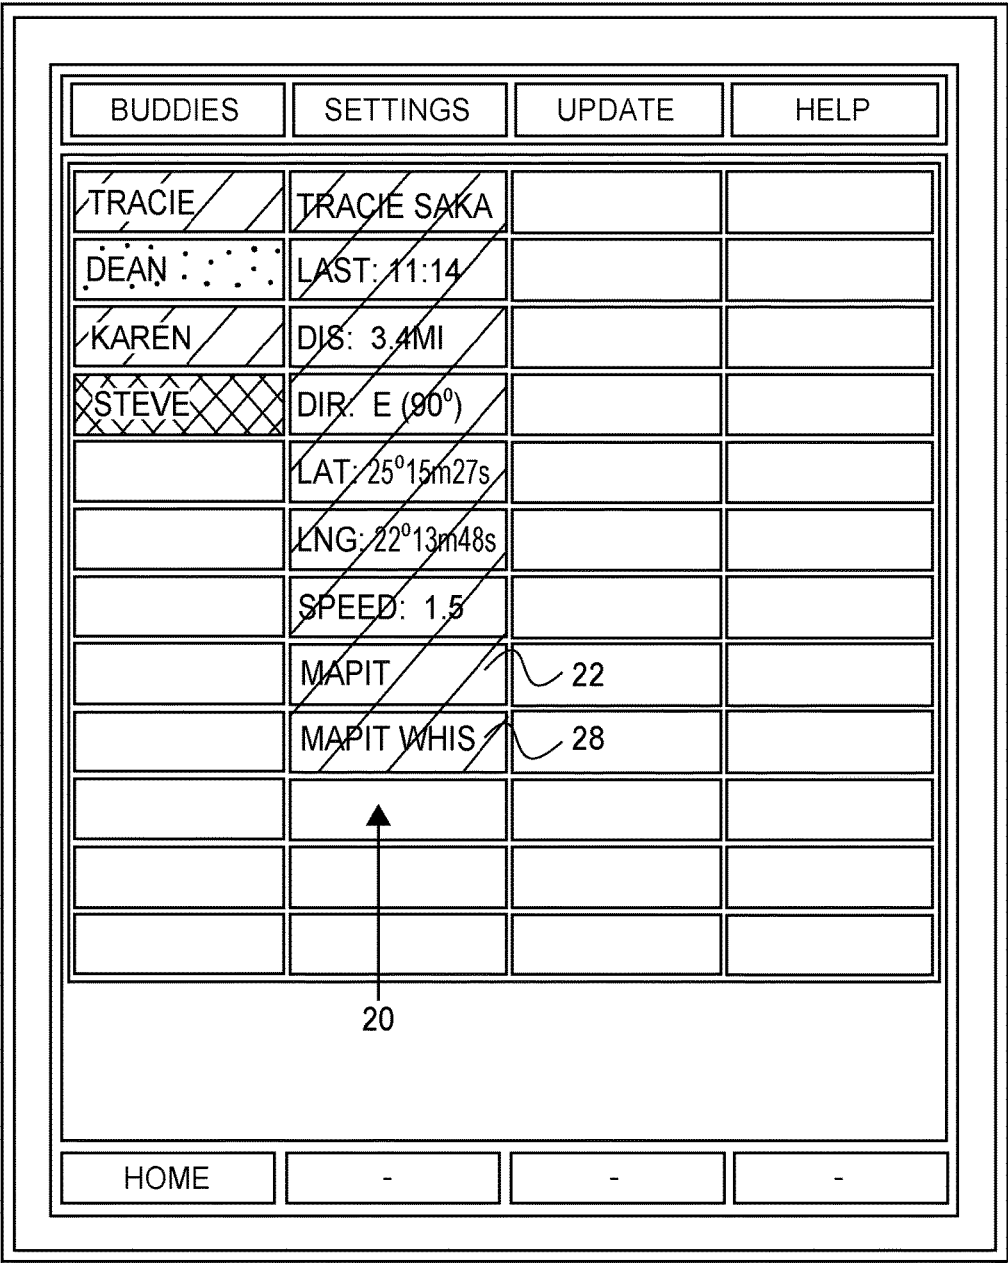 BUDDIES SETTINGS UPDATE HELP
TRACIE TRACIE SAKA
DEAN LAST: 11:14
KAREN DIS: 3.4MI
STEVE DIR: E (90⁰)
LAT: 25⁰15m27s
LNG: 22⁰13m48s
SPEED: 1.5
MAPIT 22
MAPIT WHIS 28
20
HOME - - -